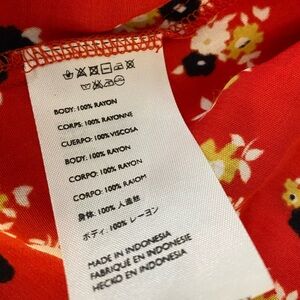 BODY: 100% RAYON
CORPS: 100% RAYONNE
CUERPO: 100% VISCOSA
BODY: 100% RAYON
CORPO: 100% RAYON
CORPO: 100% RAIOM
身体: 100% 人造丝
ボディ: 100% レーヨン
MADE IN INDONESIA
FABRIQUÉ EN INDONÉSIE
HECHO EN INDONESIA